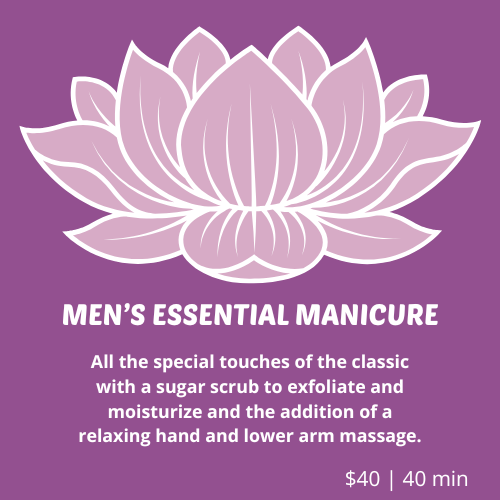 MEN’S ESSENTIAL MANICURE
All the special touches of the classic
with a sugar scrub to exfoliate and
moisturize and the addition of a
relaxing hand and lower arm massage.
$40 | 40 min